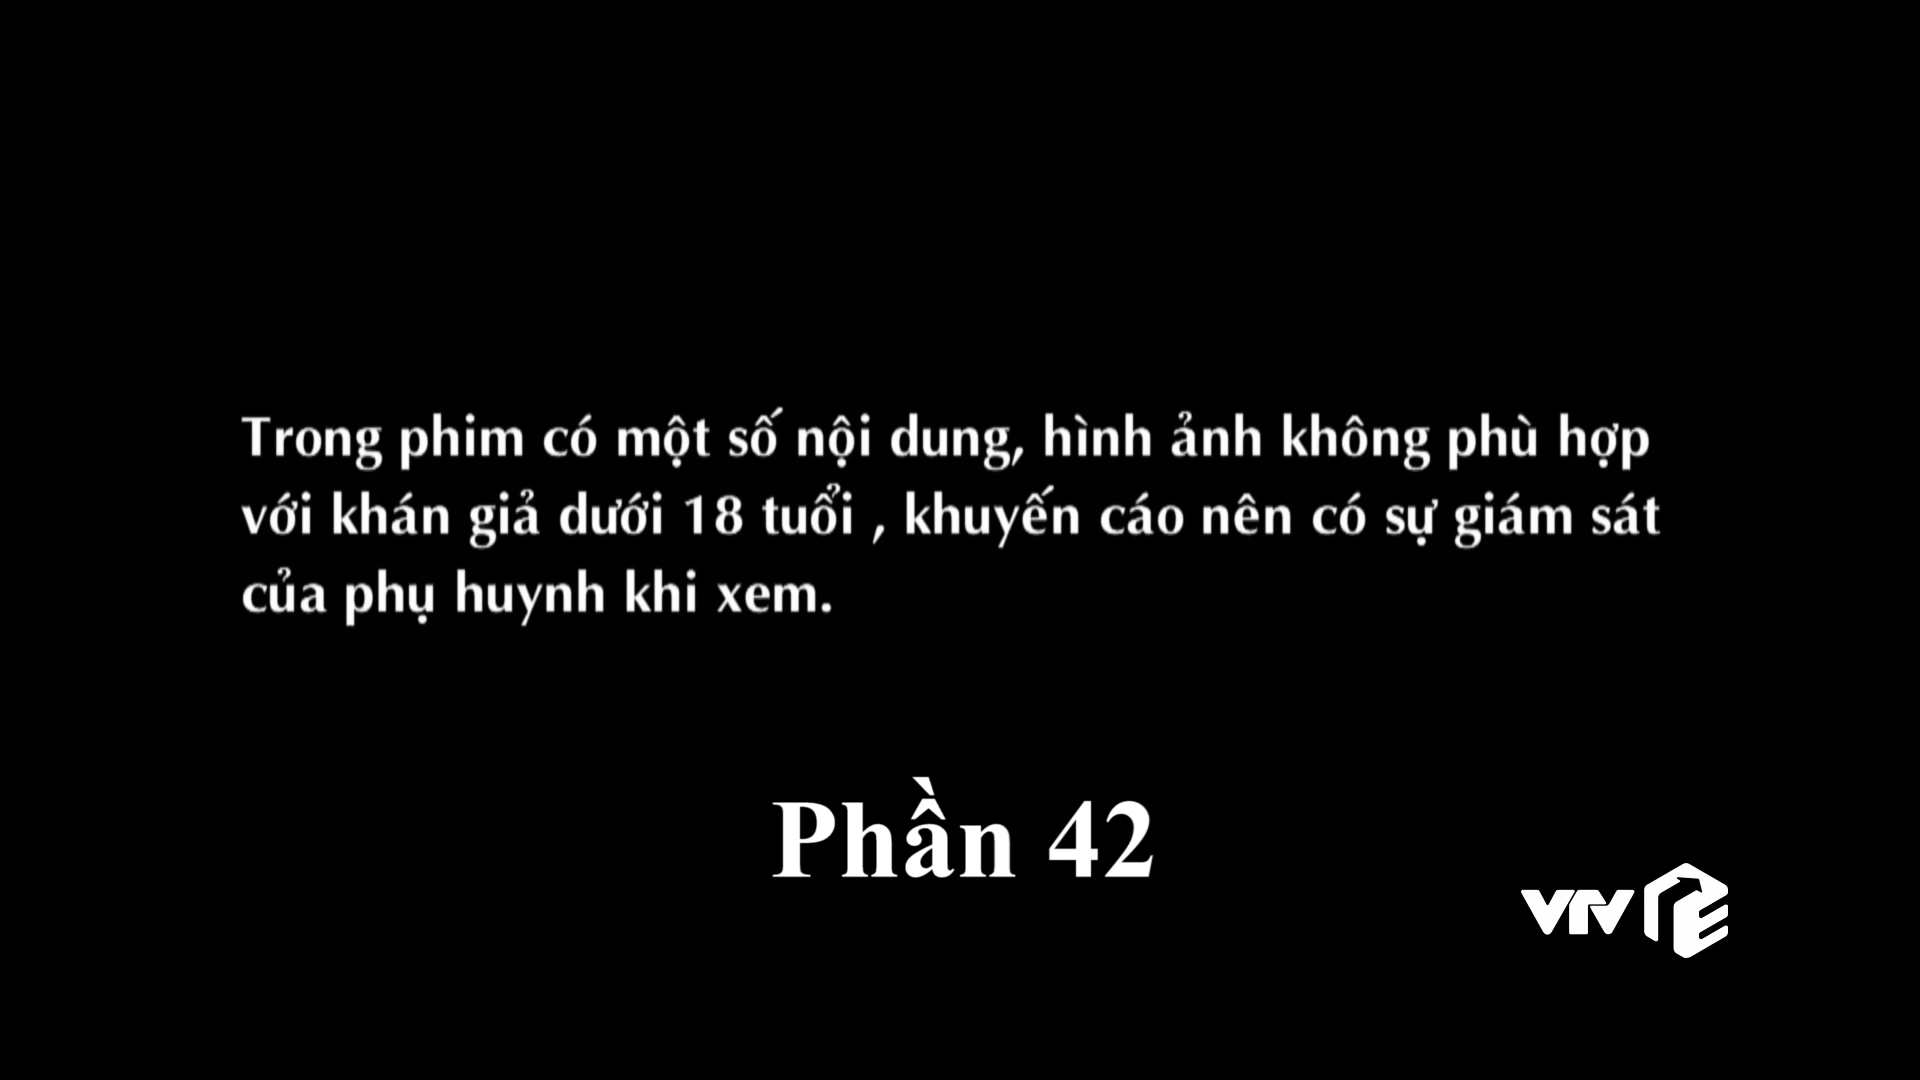 Trong phim có một số nội dung, hình ảnh không phù hợp
với khán giả dưới 18 tuổi , khuyến cáo nên có sự giám sát
của phụ huynh khi xem.
Phần 42
VTV